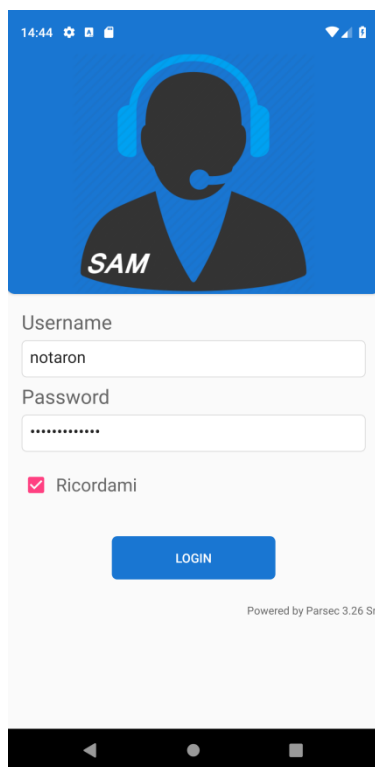 14:44
SAM
Username
notaron
Password
•••••••••••••
Ricordami
LOGIN
Powered by Parsec 3.26